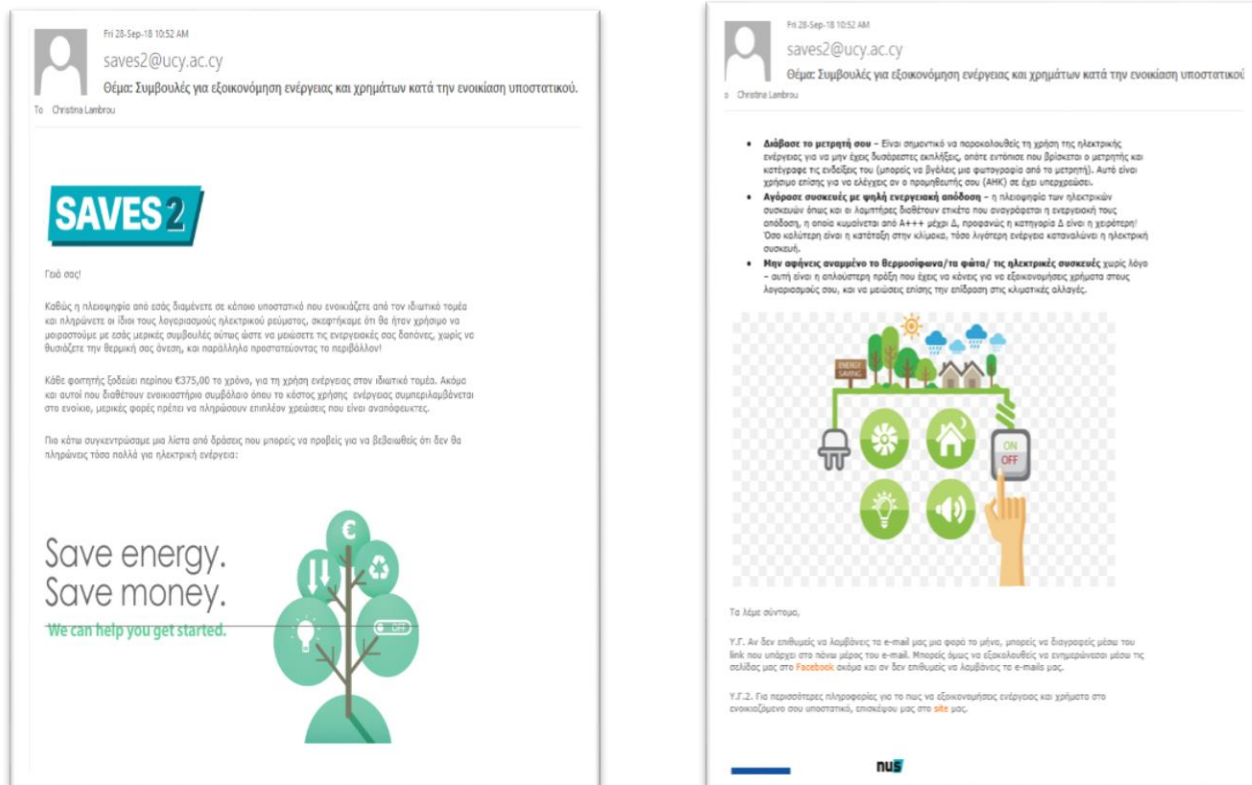 Fri 28-Sep-18 10:52 AM
saves2@ucy.ac.cy
Θέμα: Συμβουλές για εξοικονόμηση ενέργειας και χρημάτων κατά την ενοικίαση υποστατικού.
To Christina Lambrou
SAVES 2
Γειά σας!
Καθώς η πλειοψηφία από εσάς διαμένετε σε κάποιο υποστατικό που ενοικιάζετε από τον ιδιωτικό τομέα
και πληρώνετε οι ίδιοι τους λογαριασμούς ηλεκτρικού ρεύματος, σκεφτήκαμε ότι θα ήταν χρήσιμο να
μοιραστούμε με εσάς μερικές συμβουλές ούτως ώστε να μειώσετε τις ενεργειακές σας δαπάνες, χωρίς να
θυσιάζετε την θερμική σας άνεση, και παράλληλα προστατεύοντας το περιβάλλον!
Κάθε φοιτητής ξοδεύει περίπου €375,00 το χρόνο, για τη χρήση ενέργειας στον ιδιωτικό τομέα. Ακόμα
και αυτοί που διαθέτουν ενοικιαστήριο συμβόλαιο όπου το κόστος χρήσης ενέργειας συμπεριλαμβάνεται
στο ενοίκιο, μερικές φορές πρέπει να πληρώσουν επιπλέον χρεώσεις που είναι αναπόφευκτες.
Πιο κάτω συγκεντρώσαμε μια λίστα από δράσεις που μπορείς να προβείς για να βεβαιωθείς ότι δεν θα
πληρώνεις τόσο πολλά για ηλεκτρική ενέργεια:
Save energy.
Save money.
We can help you get started.
€
OFF
Fri 28-Sep-18 10:52 AM
saves2@ucy.ac.cy
Θέμα: Συμβουλές για εξοικονόμηση ενέργειας και χρημάτων κατά την ενοικίαση υποστατικού
o Christina Lambrou
• Διάβασε το μετρητή σου – Είναι σημαντικό να παρακολουθείς τη χρήση της ηλεκτρικής
ενέργειας για να μην έχεις δυσάρεστες εκπλήξεις, οπότε εντόπισε που βρίσκεται ο μετρητής και
κατέγραφε τις ενδείξεις του (μπορείς να βγάλεις μια φωτογραφία από το μετρητή). Αυτό είναι
χρήσιμο επίσης για να ελέγχεις αν ο προμηθευτής σου (ΑΗΚ) σε έχει υπερχρεώσει.
• Αγόρασε συσκευές με ψηλή ενεργειακή απόδοση – η πλειοψηφία των ηλεκτρικών
συσκευών όπως και οι λαμπτήρες διαθέτουν ετικέτα που αναγράφεται η ενεργειακή τους
απόδοση, η οποία κυμαίνεται από Α+++ μέχρι Δ, προφανώς η κατηγορία Δ είναι η χειρότερη!
Όσο καλύτερη είναι η κατάταξη στην κλίμακα, τόσο λιγότερη ενέργεια καταναλώνει η ηλεκτρική
συσκευή.
• Μην αφήνεις αναμμένο το θερμοσίφωνα/τα φώτα/ τις ηλεκτρικές συσκευές χωρίς λόγο
– αυτή είναι η απλούστερη πράξη που έχεις να κάνεις για να εξοικονομήσεις χρήματα στους
λογαριασμούς σου, και να μειώσεις επίσης την επίδραση στις κλιματικές αλλαγές.
ENERGY
SAVING
ON
OFF
Τα λέμε σύντομα,
Υ.Γ. Αν δεν επιθυμείς να λαμβάνεις τα e-mail μας μια φορά το μήνα, μπορείς να διαγραφείς μέσω του
link που υπάρχει στο πάνω μέρος του e-mail. Μπορείς όμως να εξακολουθείς να ενημερώνεσαι μέσω τις
σελίδας μας στο Facebook ακόμα και αν δεν επιθυμείς να λαμβάνεις τα e-mails μας.
Υ.Γ.2. Για περισσότερες πληροφορίες για το πως να εξοικονομήσεις ενέργειας και χρήματα στο
ενοικιαζόμενο σου υποστατικό, επισκέψου μας στο site μας.
nus